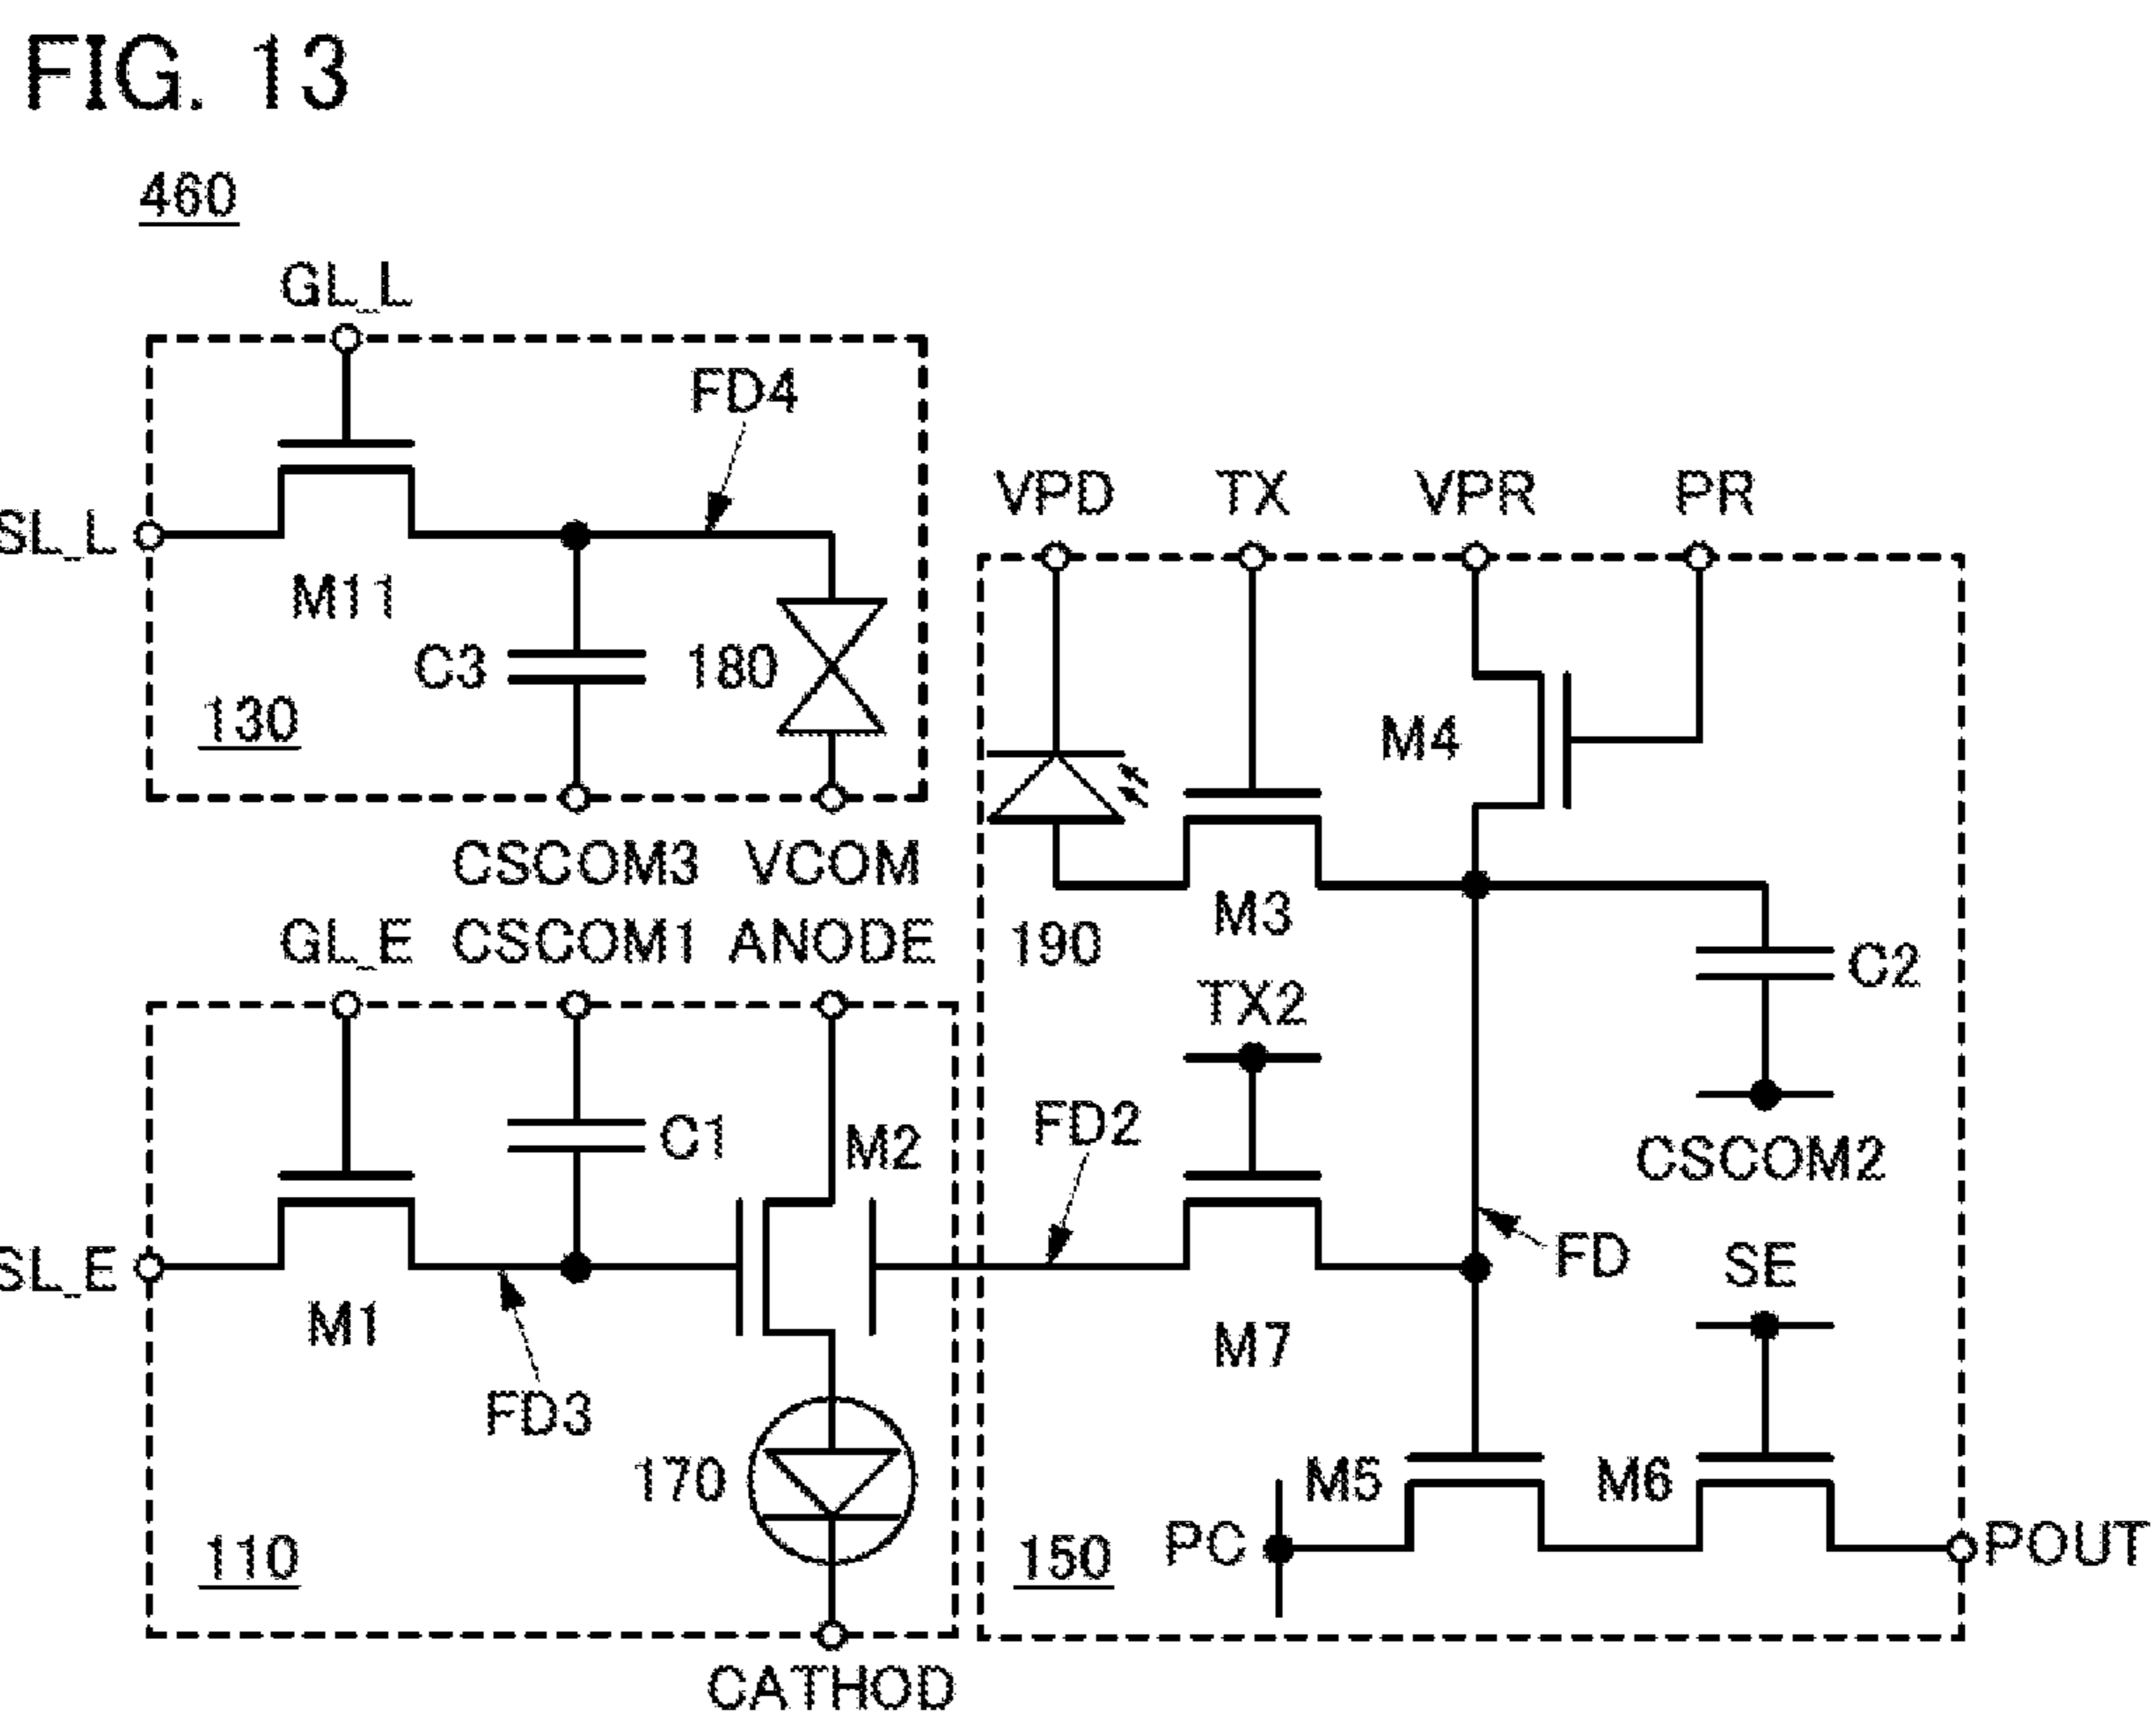 FIG. 13
460
GL_L
FD4
SL_L
M11
C3
180
130
CSCOM3 VCOM
VPD TX VPR PR
M4
M3
190
C2
TX2
CSCOM2
GL_E CSCOM1 ANODE
C1
M2
FD2
SL_E
M1
FD3
M7
FD
SE
170
110
M5
M6
PC
150
POUT
CATHOD